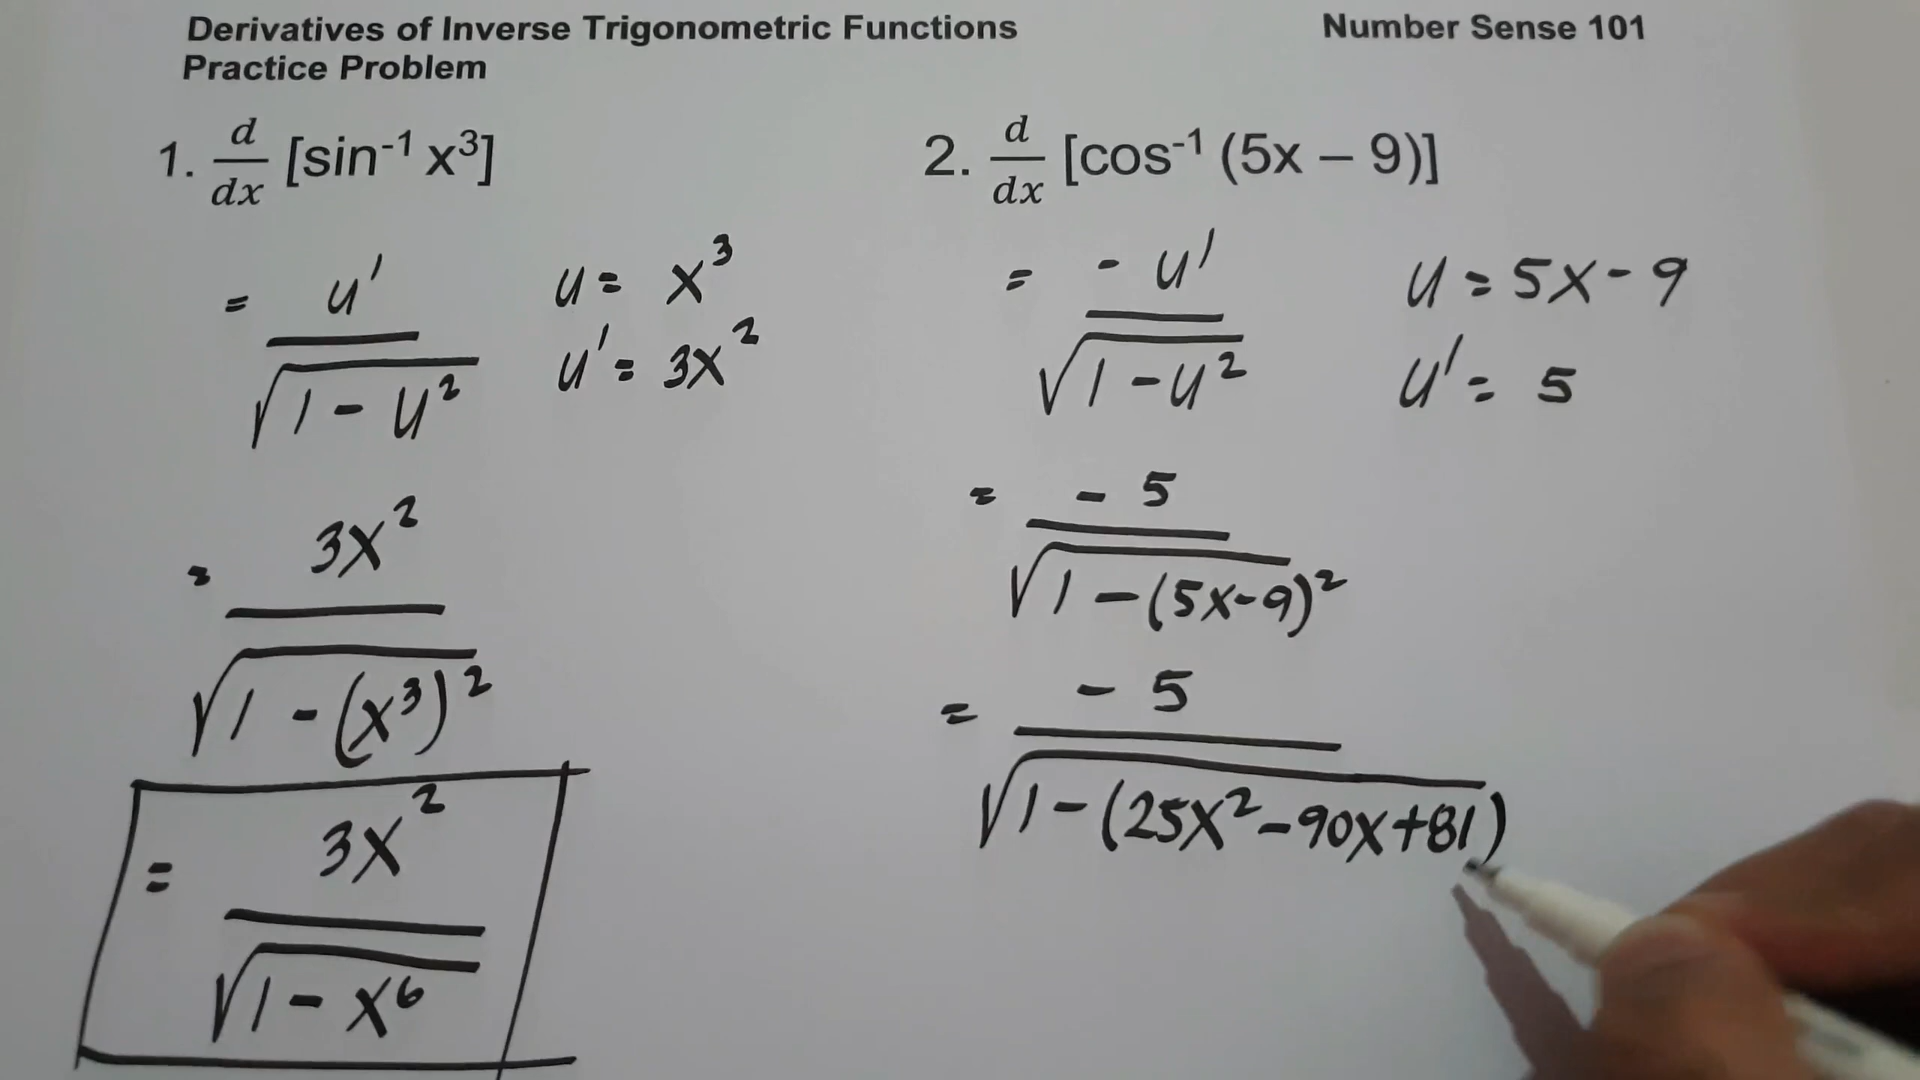 Derivatives of Inverse Trigonometric Functions
Practice Problem
Number Sense 101
1. d/dx [sin⁻¹ x³]
= u' / √1 - u²
u = x³
u' = 3x²
= 3x² / √1 - (x³)²
= 3x² / √1 - x⁶
2. d/dx [cos⁻¹ (5x – 9)]
= - u' / √1 - u²
u = 5x - 9
u' = 5
= - 5 / √1 - (5x-9)²
= - 5 / √1 - (25x² - 90x + 81)